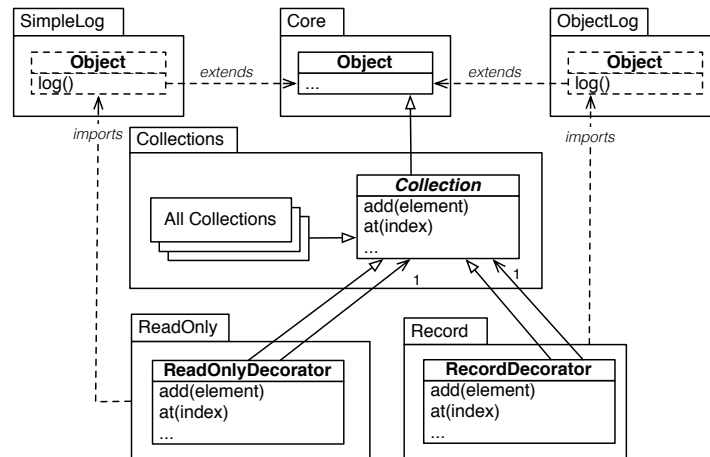 SimpleLog
Core
ObjectLog
Object
log()
extends
Object
...
extends
Object
log()
imports
imports
Collections
Collection
add(element)
at(index)
...
All Collections
1
1
ReadOnly
Record
ReadOnlyDecorator
add(element)
at(index)
...
RecordDecorator
add(element)
at(index)
...